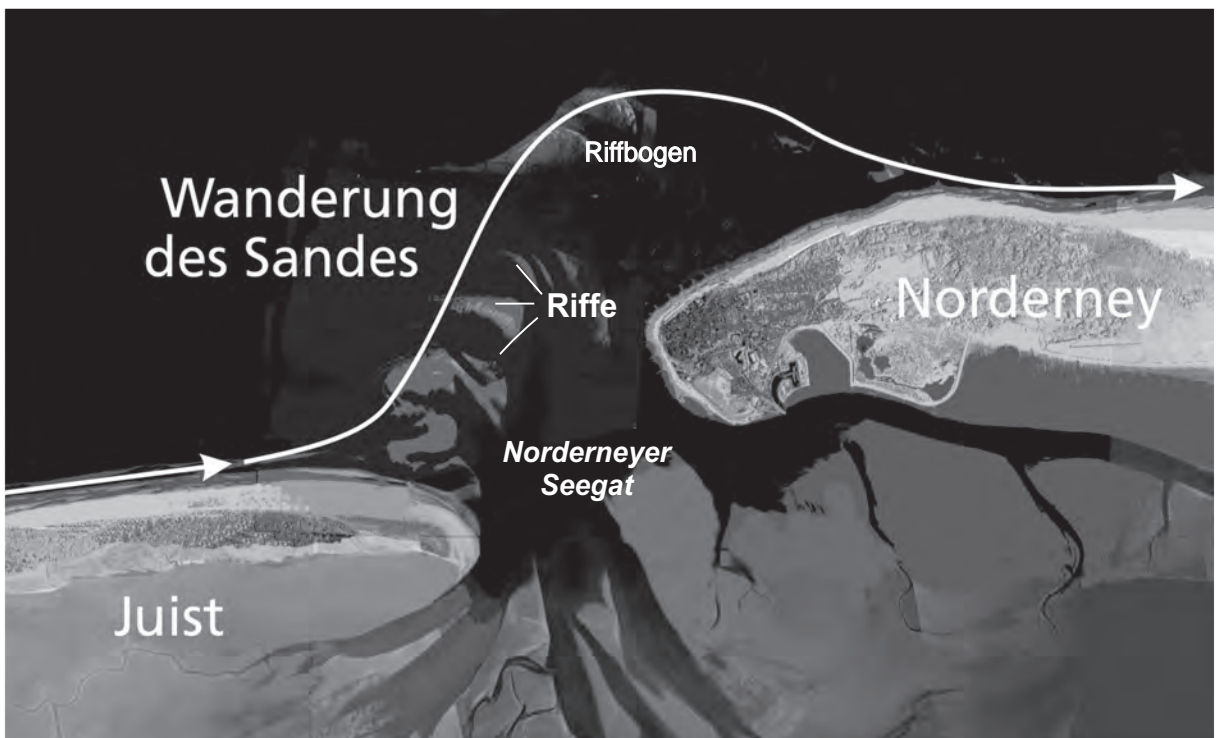 Riffbogen
Wanderung
des Sandes
Riffe
Norderney
Norderneyer
Seegat
Juist